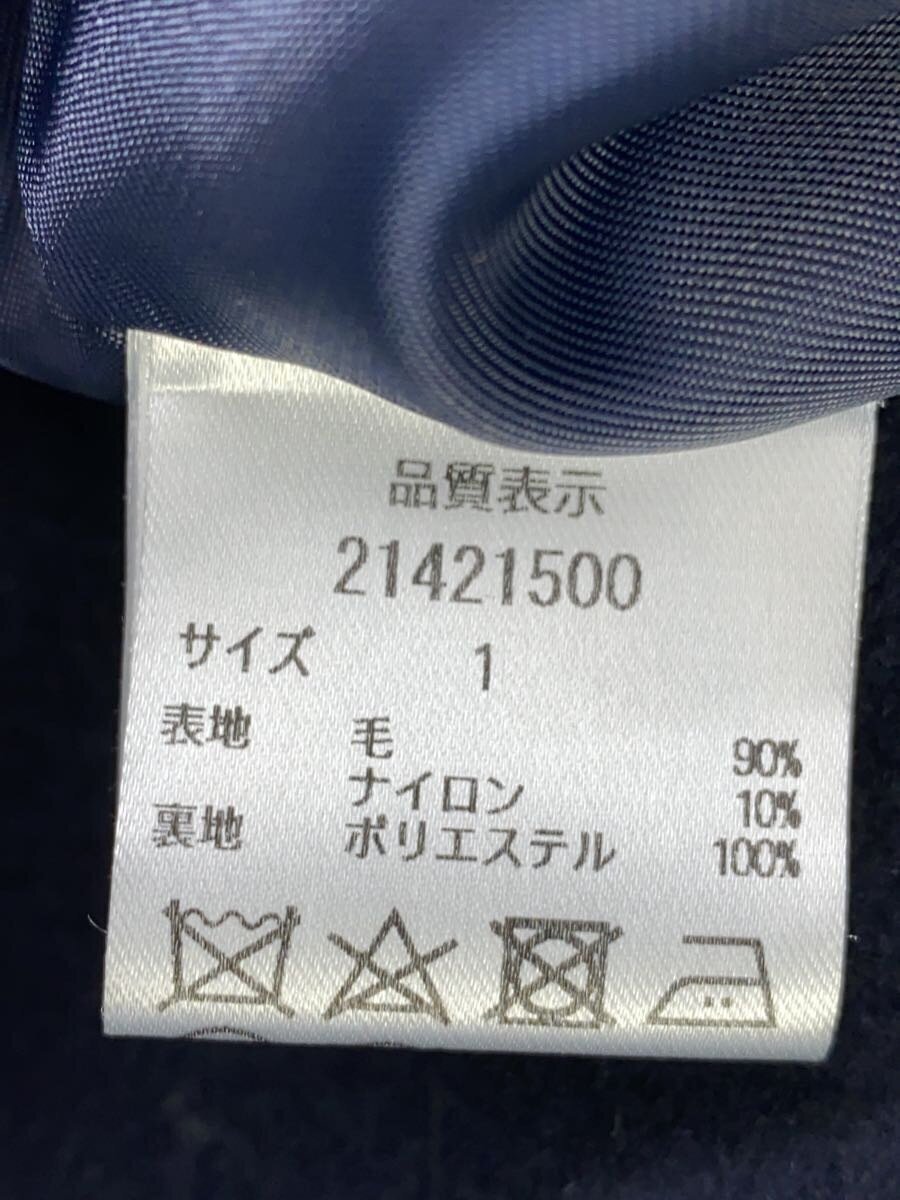 品質表示
21421500
サイズ 1
表地 毛 90%
ナイロン 10%
裏地 ポリエステル 100%